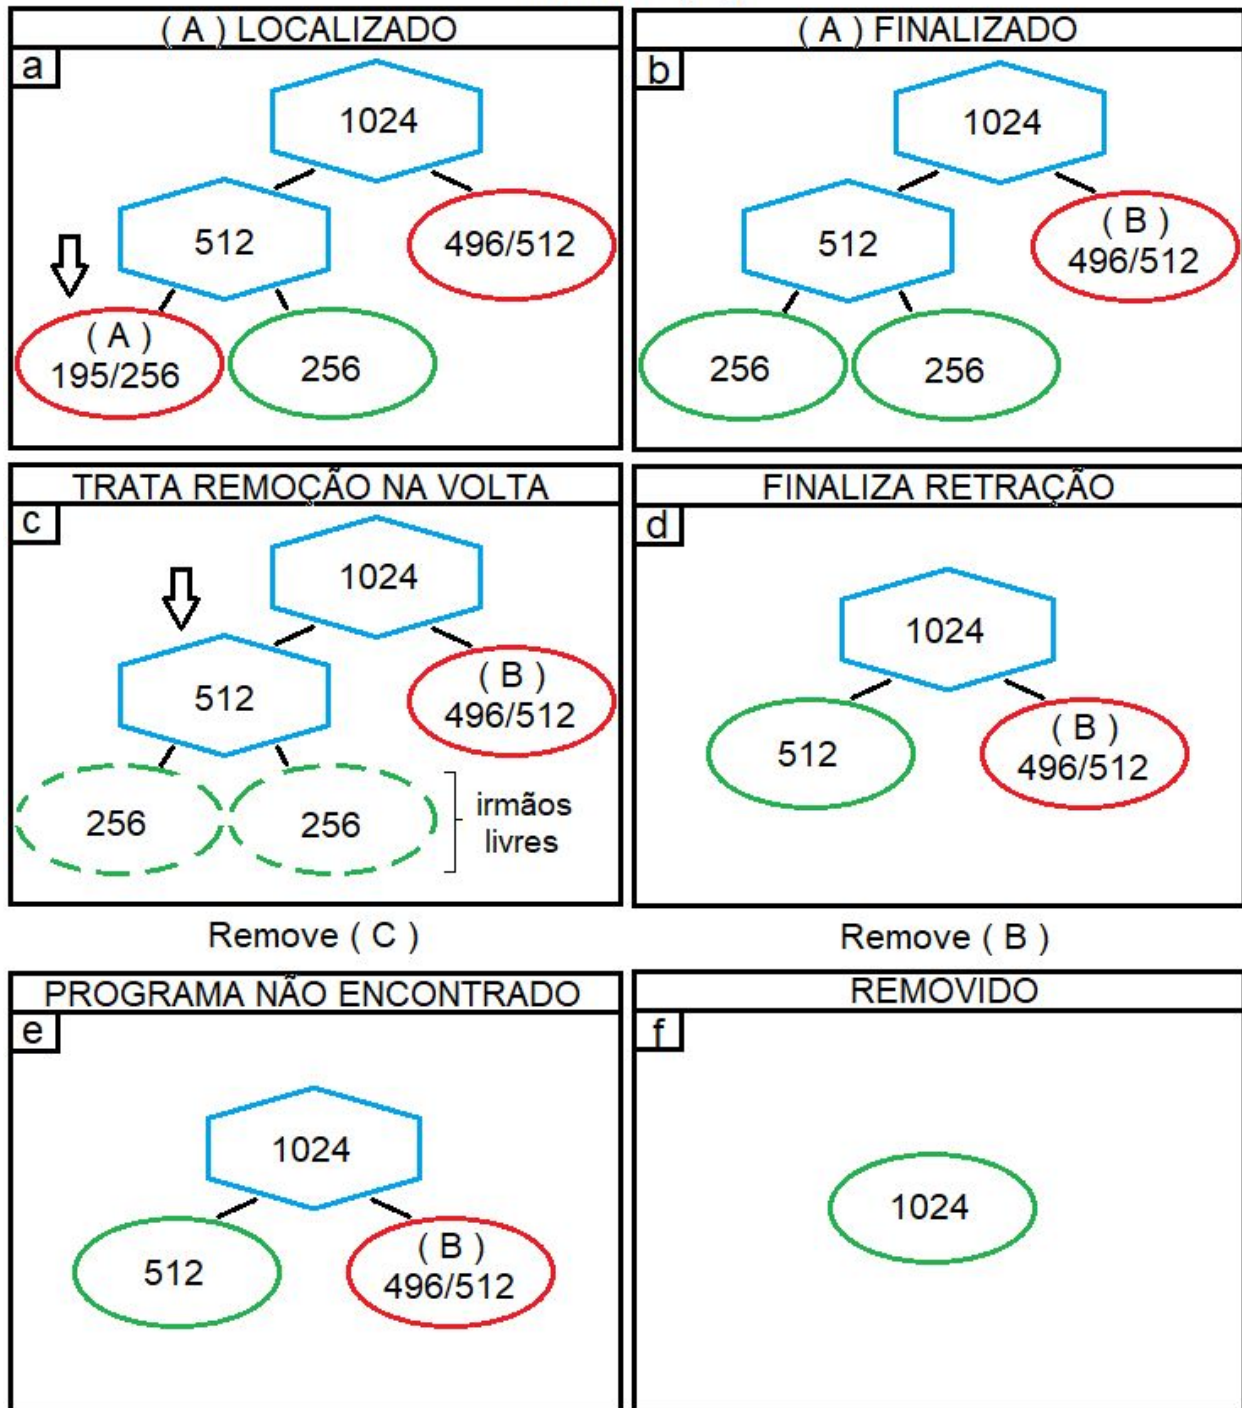 ( A ) LOCALIZADO
a
1024
512
496/512
( A )
195/256
256
( A ) FINALIZADO
b
1024
512
( B )
496/512
256
256
TRATA REMOÇÃO NA VOLTA
c
1024
512
( B )
496/512
256
256
irmãos
livres
FINALIZA RETRAÇÃO
d
1024
512
( B )
496/512
Remove ( C )
PROGRAMA NÃO ENCONTRADO
e
1024
512
( B )
496/512
Remove ( B )
REMOVIDO
f
1024